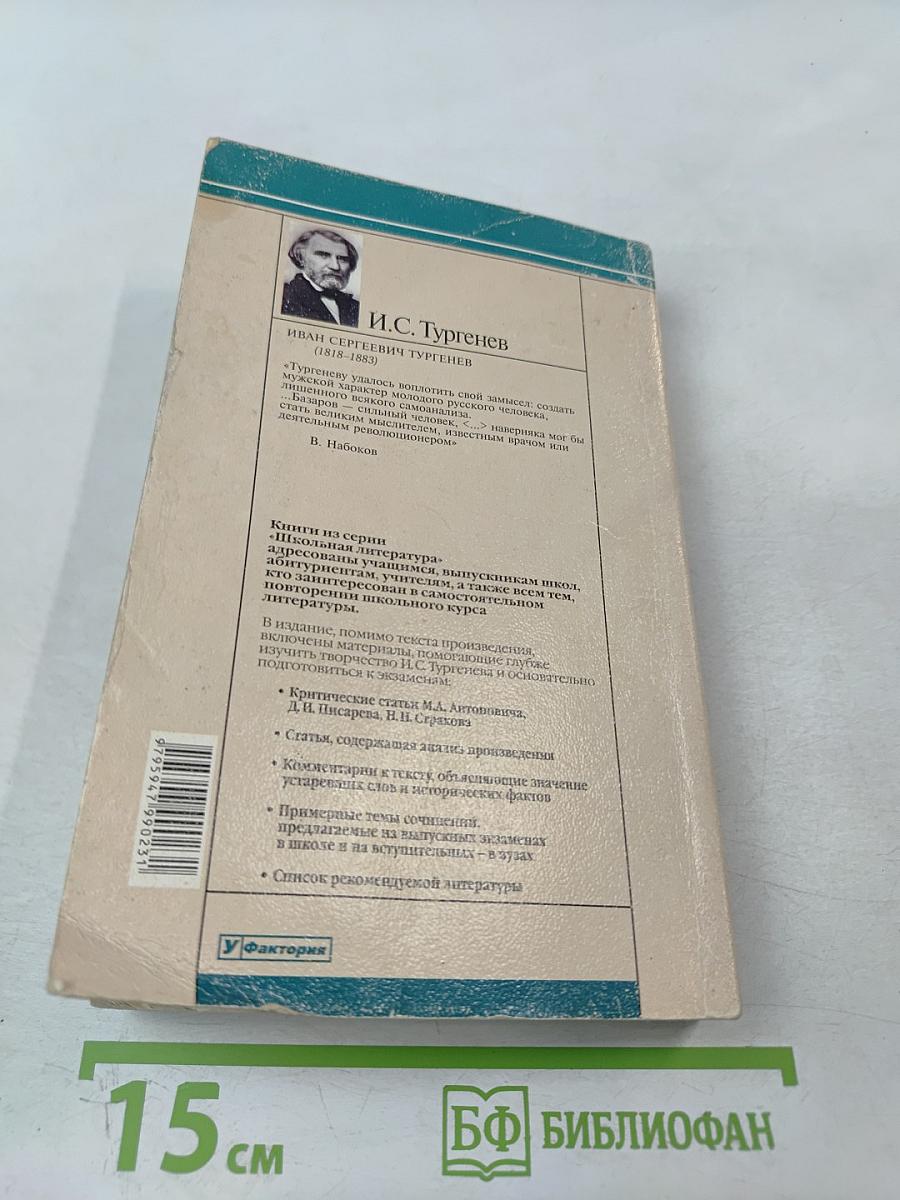 И.С. Тургенев
ИВАН СЕРГЕЕВИЧ ТУРГЕНЕВ
(1818–1883)
«Тургеневу удалось воплотить свой замысел: создать
мужской характер молодого русского человека,
лишенного всякого самоанализа.
...Базаров — сильный человек, <...> наверняка мог бы
стать великим мыслителем, известным врачом или
деятельным революционером»
В. Набоков
Книги из серии
«Школьная литература»
адресованы учащимся, выпускникам школ,
абитуриентам, учителям, а также всем тем,
кто заинтересован в самостоятельном
повторении школьного курса
литературы.
В издание, помимо текста произведения,
включены материалы, помогающие глубже
изучить творчество И.С. Тургенева и основательно
подготовиться к экзаменам:
• Критические статьи М.А. Антоновича,
Д.И. Писарева, Н.Н. Страхова
• Статья, содержащая анализ произведения
• Комментарии к тексту, объясняющие значение
устаревших слов и исторических фактов
• Примерные темы сочинений,
предлагаемые на выпускных экзаменах
в школе и на вступительных – в вузах
• Список рекомендуемой литературы
9795947990231
У Фактория
15 см
БФ БИБЛИОФАН